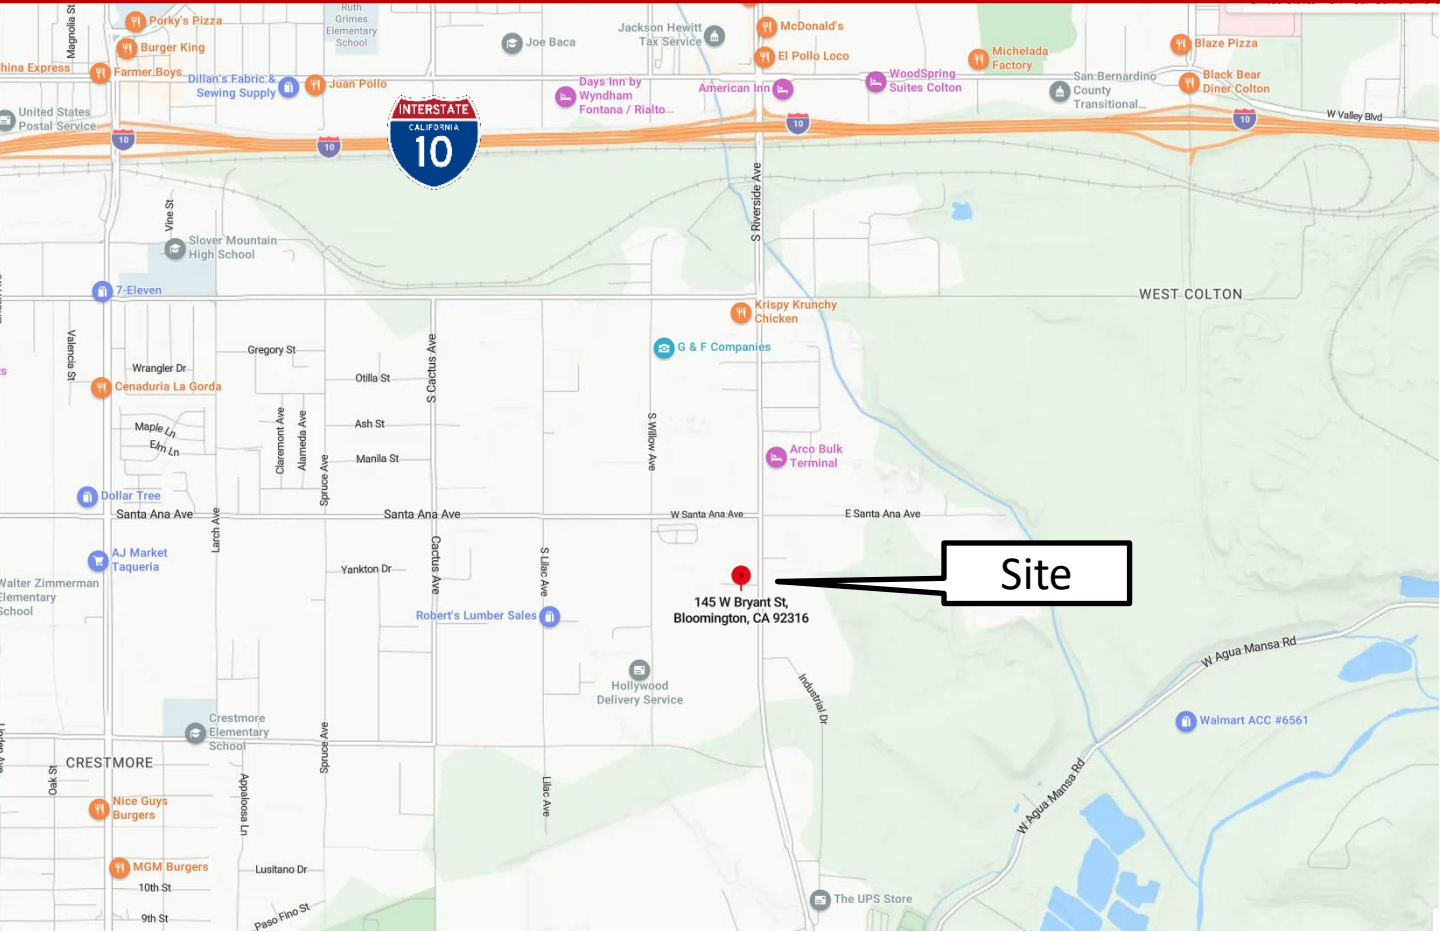 Magnolia St
Porky's Pizza
Ruth
Grimes
Elementary
School
Joe Baca
Jackson Hewitt
Tax Service
McDonald's
El Pollo Loco
Michelada
Factory
Blaze Pizza
Burger King
hina Express
Farmer Boys
Dillan's Fabric &
Sewing Supply
Juan Pollo
Days Inn by
Wyndham
Fontana / Rialto...
American Inn
WoodSpring
Suites Colton
San Bernardino
County
Transitional...
Black Bear
Diner Colton
United States
Postal Service
INTERSTATE
CALIFORNIA
10
10
10
10
10
W Valley Blvd
S Riverside Ave
Vine St
Slover Mountain
High School
7-Eleven
WEST COLTON
Krispy Krunchy
Chicken
G & F Companies
Valencia St
Gregory St
Wrangler Dr
S Cactus Ave
Otilla St
Cenaduria La Gorda
Maple Ln
Elm Ln
Claremont Ave
Alameda Ave
Ash St
Manila St
Spruce Ave
S Willow Ave
Arco Bulk
Terminal
Dollar Tree
Santa Ana Ave
Santa Ana Ave
W Santa Ana Ave
E Santa Ana Ave
Larch Ave
AJ Market
Taqueria
Yankton Dr
Cactus Ave
S Lilac Ave
Site
Walter Zimmerman
Elementary
School
145 W Bryant St,
Bloomington, CA 92316
Robert's Lumber Sales
W Agua Mansa Rd
Hollywood
Delivery Service
Industrial Dr
Crestmore
Elementary
School
Walmart ACC #6561
Spruce Ave
CRESTMORE
Oak St
Appaloosa Ln
Lilac Ave
W Agua Mansa Rd
Nice Guys
Burgers
MGM Burgers
Lusitano Dr
10th St
9th St
Paso Fino St
The UPS Store